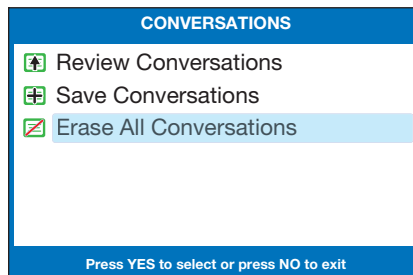 CONVERSATIONS
Review Conversations
Save Conversations
Erase All Conversations
Press YES to select or press NO to exit